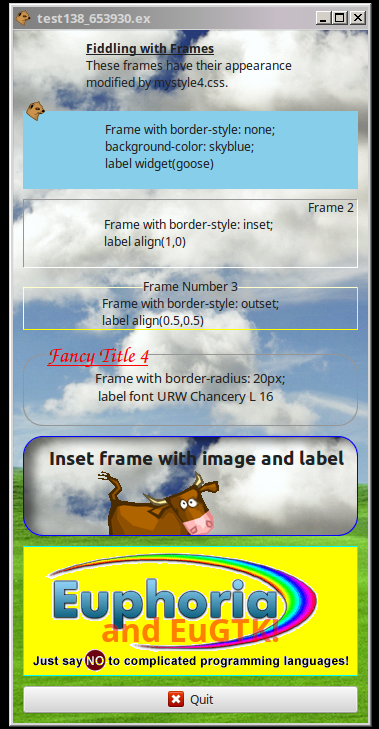 test138_653930.ex
Fiddling with Frames
These frames have their appearance
modified by mystyle4.css.
Frame with border-style: none;
background-color: skyblue;
label widget(goose)
Frame 2
Frame with border-style: inset;
label align(1,0)
Frame Number 3
Frame with border-style: outset;
label align(0.5,0.5)
Fancy Title 4
Frame with border-radius: 20px;
label font URW Chancery L 16
Inset frame with image and label
Euphoria
and EuGTK!
Just say NO to complicated programming languages!
Quit